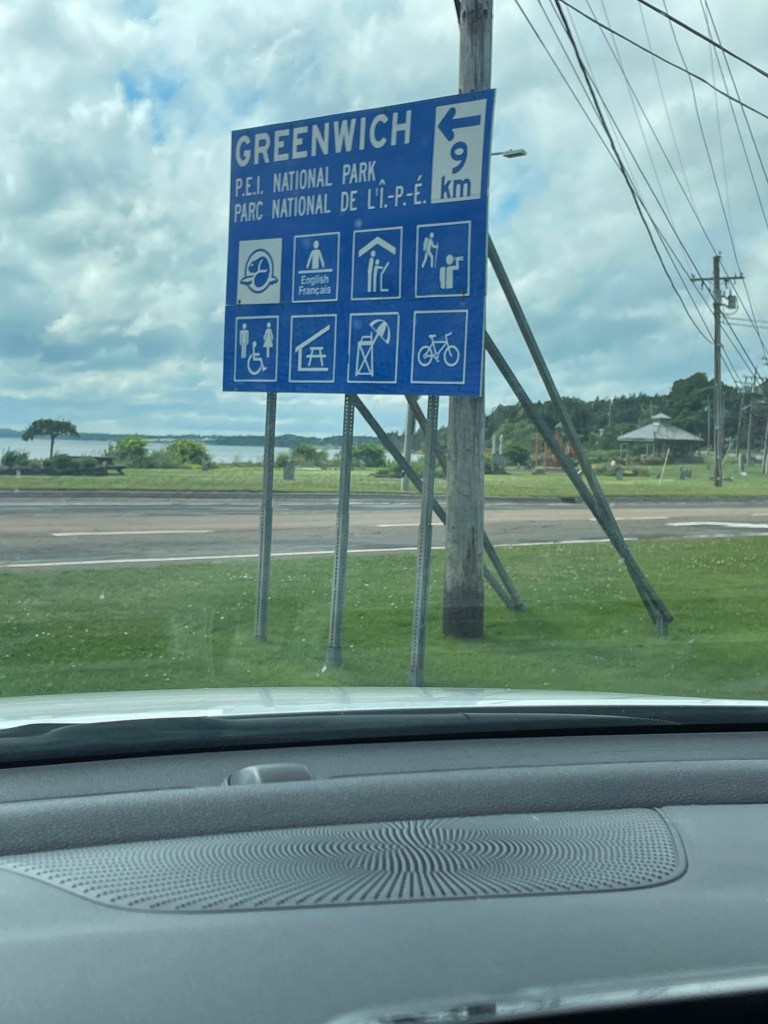 GREENWICH
P.E.I. NATIONAL PARK
PARC NATIONAL DE L'Î.-P.-É.
9
km
English
Français